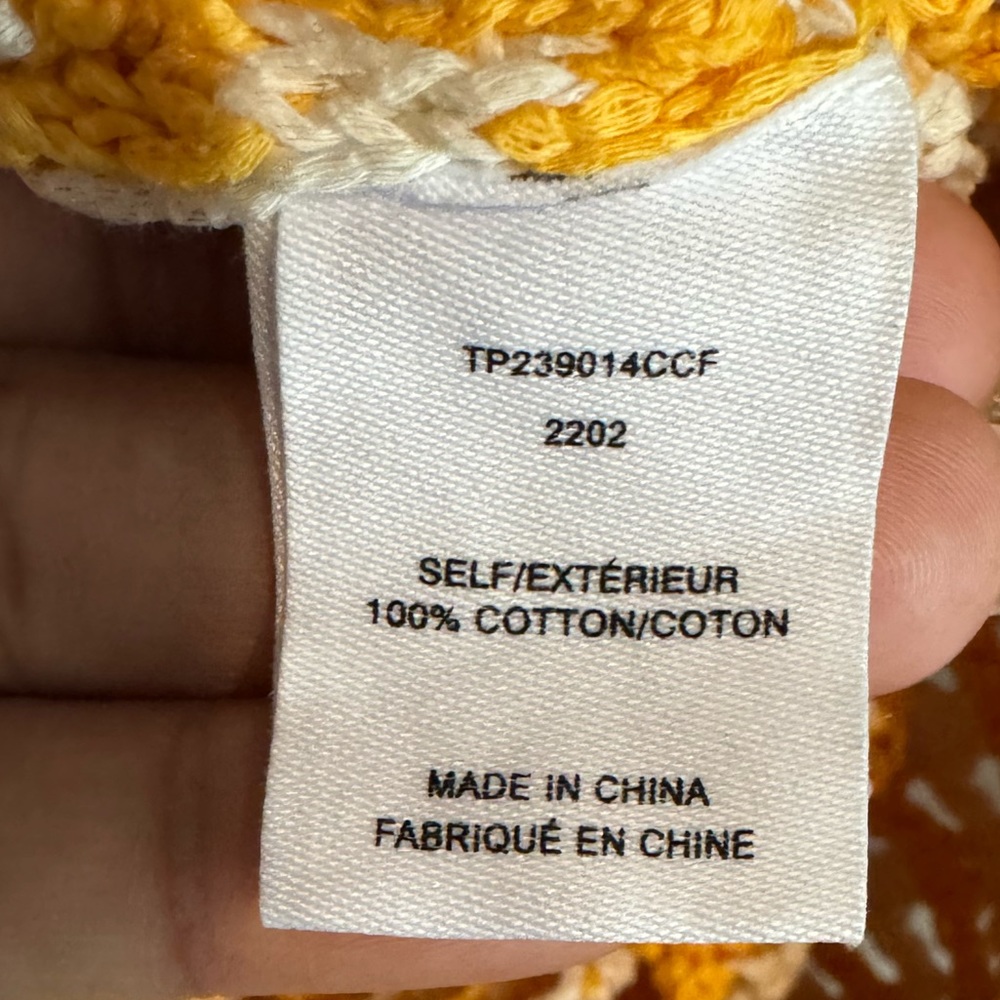 TP239014CCF
2202
SELF/EXTÉRIEUR
100% COTTON/COTON
MADE IN CHINA
FABRIQUÉ EN CHINE